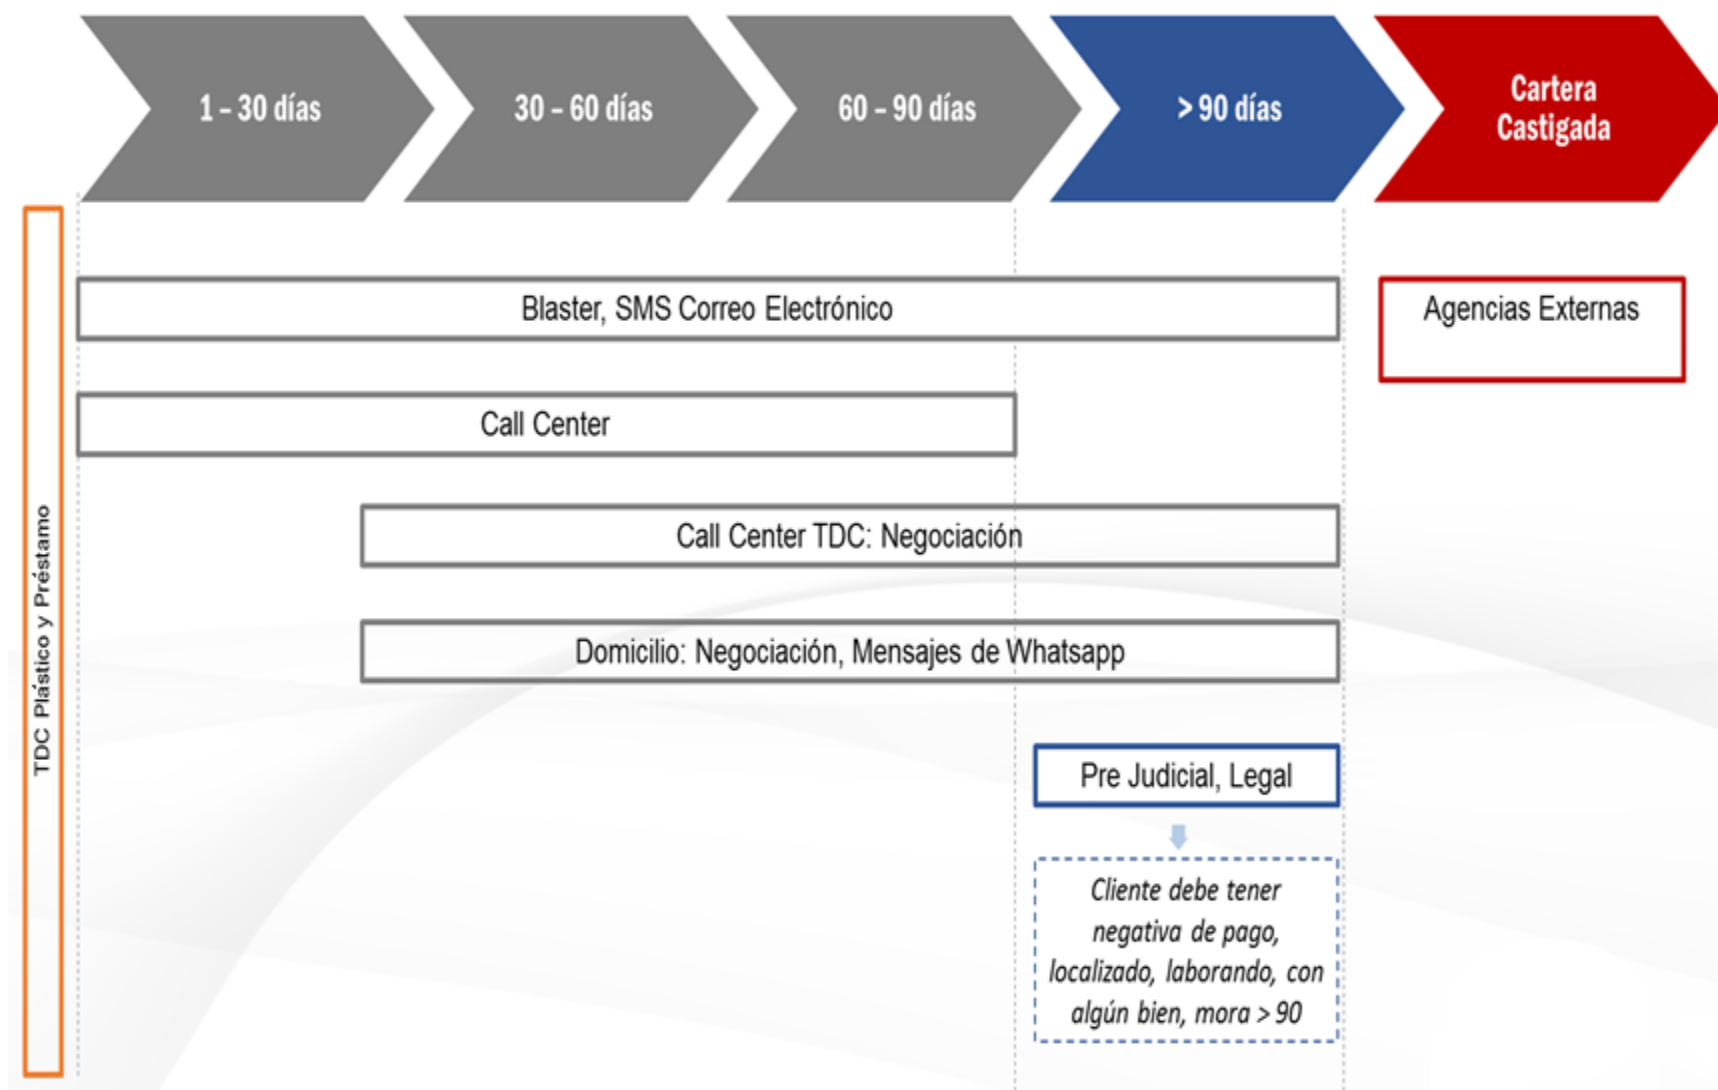 1 – 30 días
30 – 60 días
60 – 90 días
> 90 días
Cartera
Castigada
TDC Plástico y Préstamo
Blaster, SMS Correo Electrónico
Agencias Externas
Call Center
Call Center TDC: Negociación
Domicilio: Negociación, Mensajes de Whatsapp
Pre Judicial, Legal
Cliente debe tener
negativa de pago,
localizado, laborando, con
algún bien, mora > 90